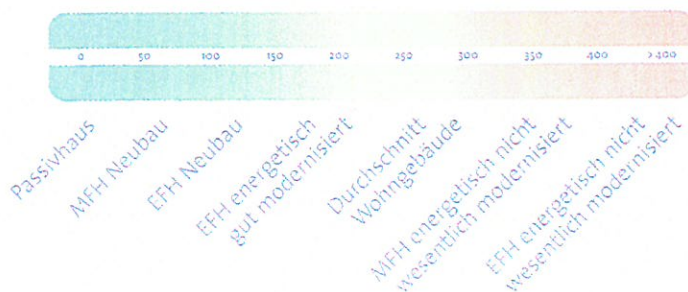 0 50 100 150 200 250 300 350 400 >400
Passivhaus
MFH Neubau
EFH Neubau
EFH energetisch
gut modernisiert
Durchschnitt
Wohngebäude
MFH energetisch nicht
wesentlich modernisiert
EFH energetisch nicht
wesentlich modernisiert